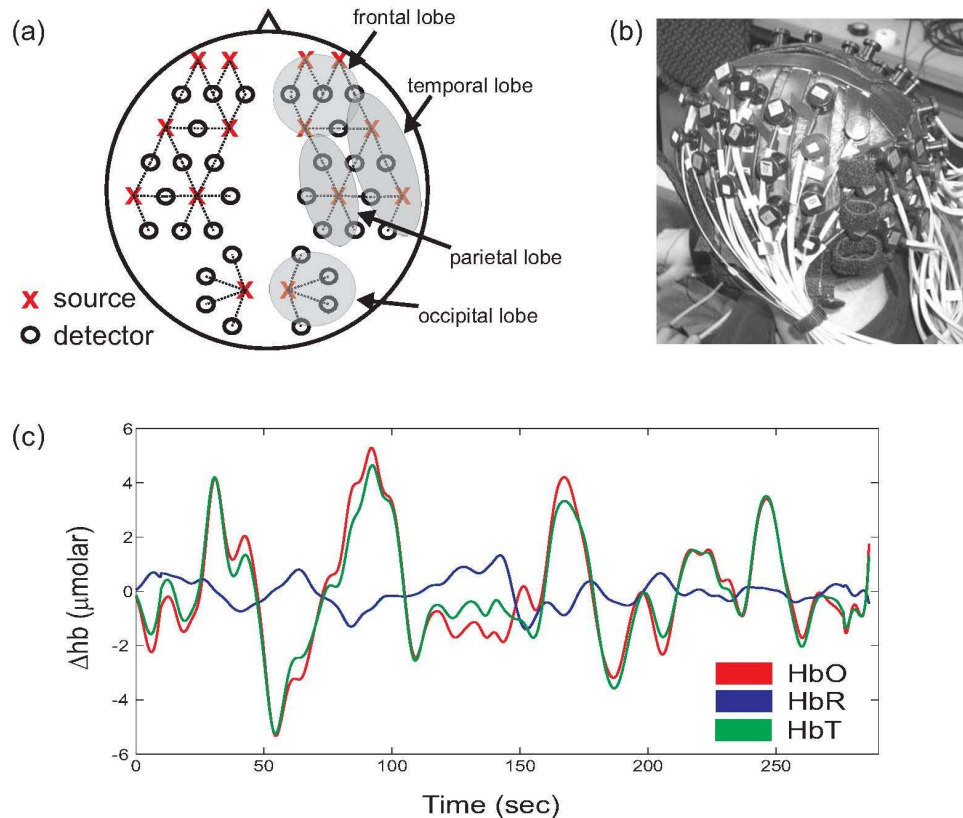 (a)
frontal lobe
temporal lobe
parietal lobe
occipital lobe
X source
O detector
(b)
(c)
Δhb (μmolar)
6
4
2
0
-2
-4
-6
0 50 100 150 200 250
Time (sec)
HbO
HbR
HbT